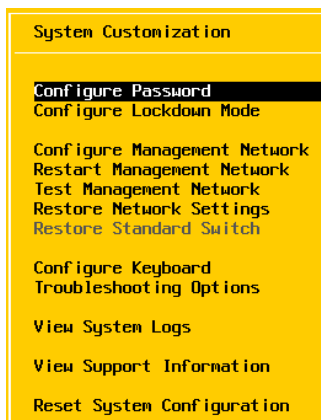 System Customization
Configure Password
Configure Lockdown Mode
Configure Management Network
Restart Management Network
Test Management Network
Restore Network Settings
Restore Standard Switch
Configure Keyboard
Troubleshooting Options
View System Logs
View Support Information
Reset System Configuration